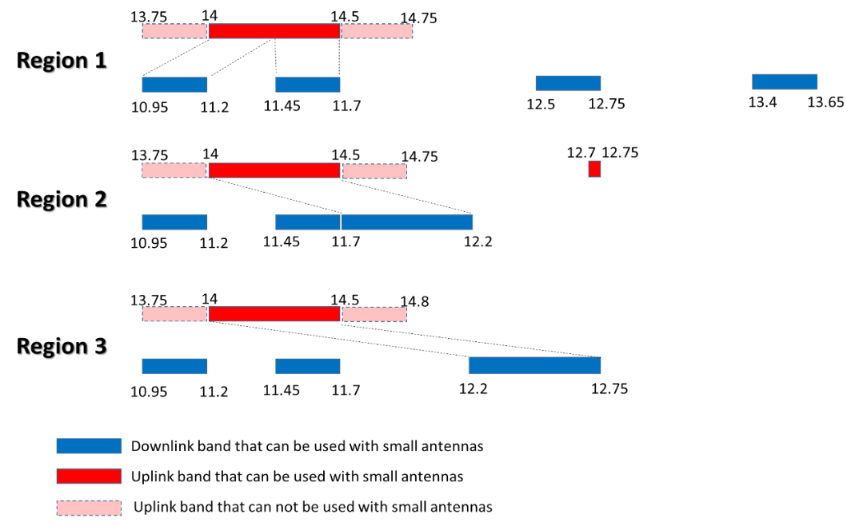 13.75 14 14.5 14.75
Region 1
10.95 11.2 11.45 11.7 12.5 12.75 13.4 13.65
13.75 14 14.5 14.75 12.7 12.75
Region 2
10.95 11.2 11.45 11.7 12.2
13.75 14 14.5 14.8
Region 3
10.95 11.2 11.45 11.7 12.2 12.75
Downlink band that can be used with small antennas
Uplink band that can be used with small antennas
Uplink band that can not be used with small antennas